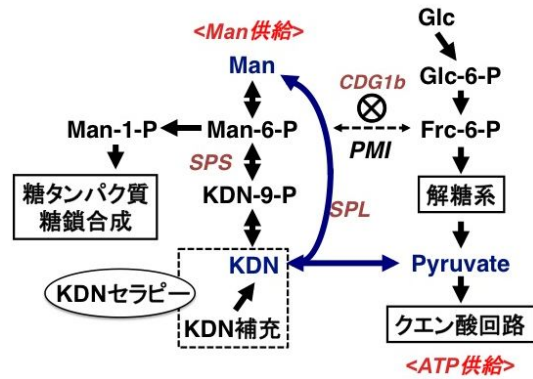 Glc
<Man供給>
Man
CDG1b
Glc-6-P
Man-1-P
Man-6-P
PMI
Frc-6-P
SPS
糖タンパク質
糖鎖合成
KDN-9-P
SPL
解糖系
KDN
Pyruvate
KDNセラピー
KDN補充
クエン酸回路
<ATP供給>